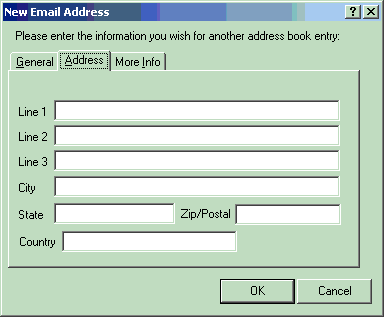 New Email Address
Please enter the information you wish for another address book entry:
General Address More Info
Line 1
Line 2
Line 3
City
State Zip/Postal
Country
OK Cancel